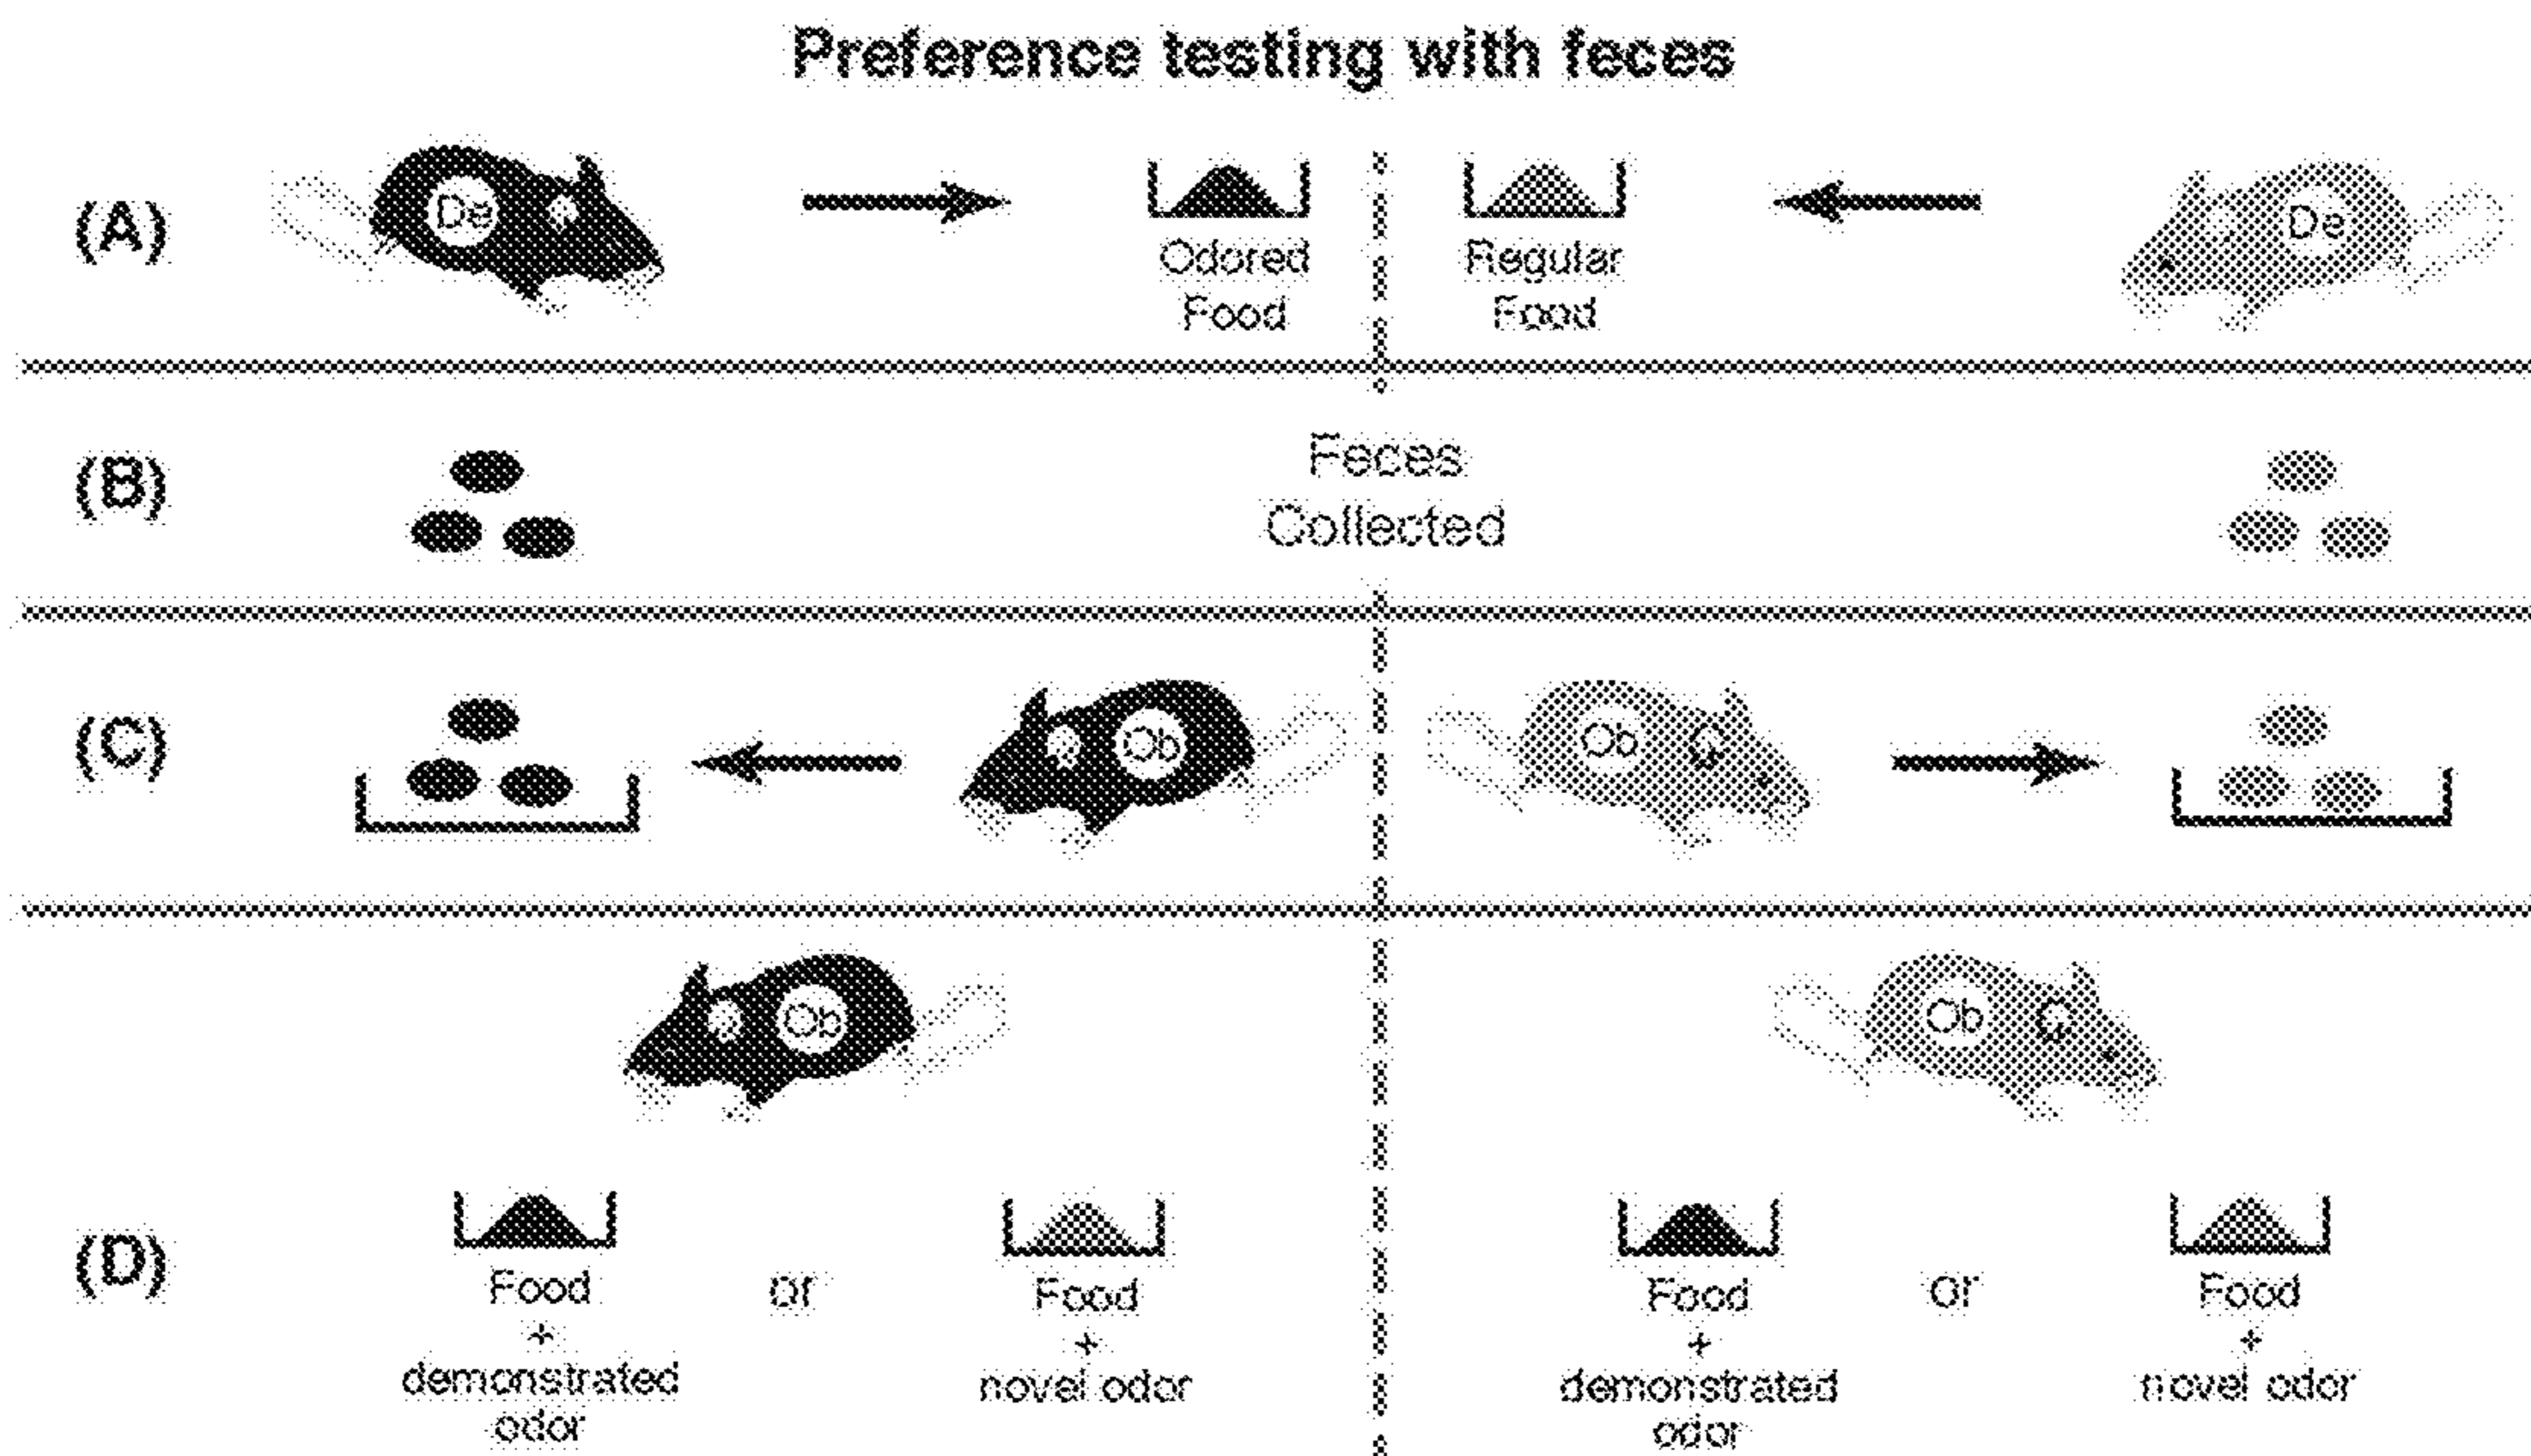 Preference testing with feces
(A)
De
Odored
Food
Regular
Food
De
(B)
Feces
Collected
(C)
Ob
Ob
(D)
Ob
Ob
Food
+
demonstrated
odor
or
Food
+
novel odor
Food
+
demonstrated
odor
or
Food
+
novel odor